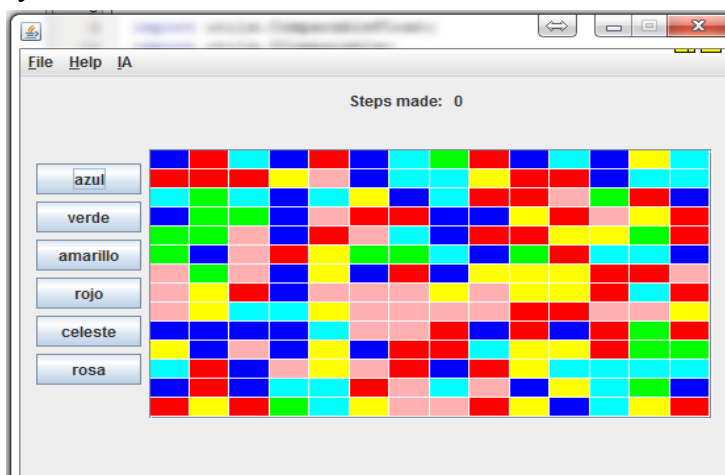 File Help IA
Steps made: 0
azul
verde
amarillo
rojo
celeste
rosa